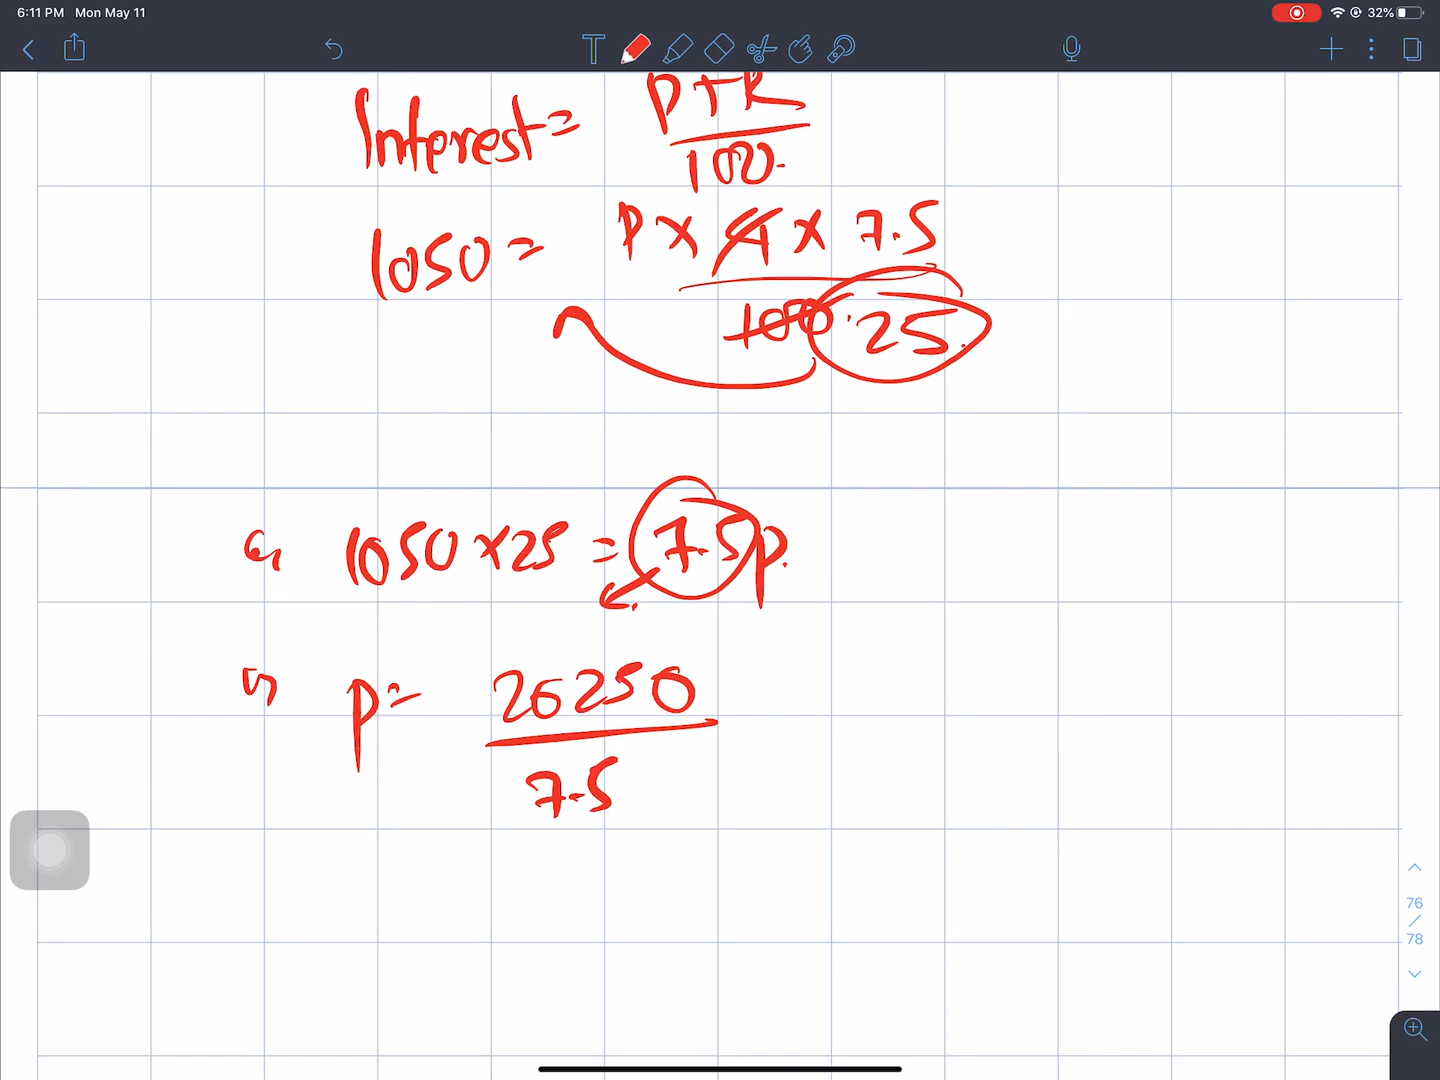 6:11 PM Mon May 11
32%
Interest = PTR / 100.
1050 = P × 4 × 7.5 / 100. 25.
1050 × 25 = 7.5 p.
P = 26250 / 7.5
76
/
78